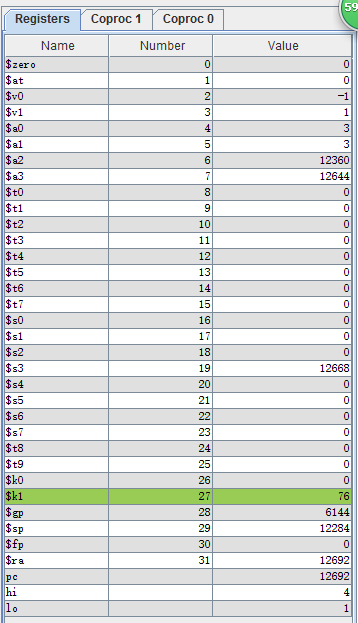 59
Registers Coproc 1 Coproc 0
Name Number Value
$zero 0 0
$at 1 0
$v0 2 -1
$v1 3 1
$a0 4 3
$a1 5 3
$a2 6 12360
$a3 7 12644
$t0 8 0
$t1 9 0
$t2 10 0
$t3 11 0
$t4 12 0
$t5 13 0
$t6 14 0
$t7 15 0
$s0 16 0
$s1 17 0
$s2 18 0
$s3 19 12668
$s4 20 0
$s5 21 0
$s6 22 0
$s7 23 0
$t8 24 0
$t9 25 0
$k0 26 0
$k1 27 76
$gp 28 6144
$sp 29 12284
$fp 30 0
$ra 31 12692
pc 12692
hi 4
lo 1